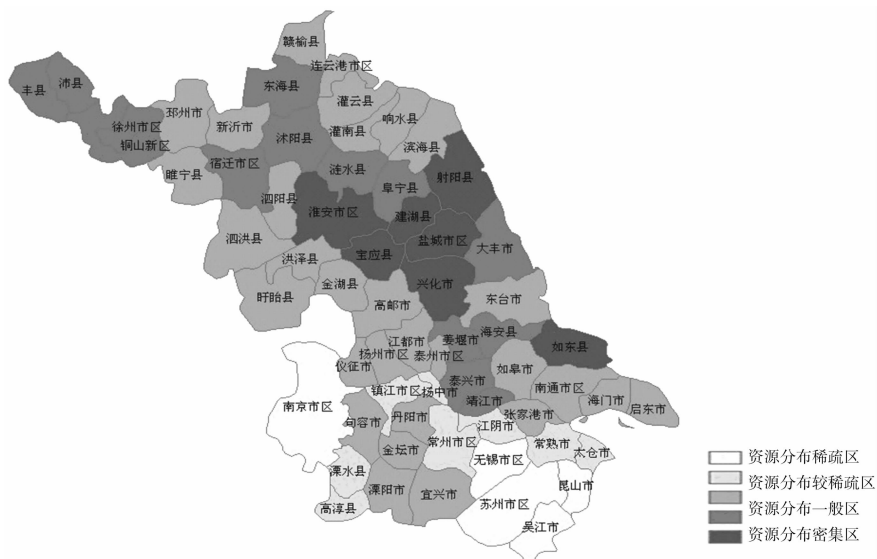 赣榆县
连云港市区
东海县
沛县
丰县
灌云县
邳州市
响水县
徐州市区
新沂市
灌南县
沭阳县
铜山新区
滨海县
宿迁市区
涟水县
睢宁县
射阳县
阜宁县
泗阳县
淮安市区
建湖县
泗洪县
盐城市区
大丰市
宝应县
洪泽县
金湖县
兴化市
盱眙县
高邮市
东台市
海安县
江都市
姜堰市
如东县
扬州市区
泰州市区
仪征市
如皋市
泰兴市
镇江市区
扬中市
南通市区
靖江市
海门市
南京市区
启东市
丹阳市
张家港市
句容市
江阴市
常州市区
常熟市
金坛市
太仓市
无锡市区
溧水县
昆山市
溧阳市
宜兴市
苏州市区
高淳县
吴江市
资源分布稀疏区
资源分布较稀疏区
资源分布一般区
资源分布密集区